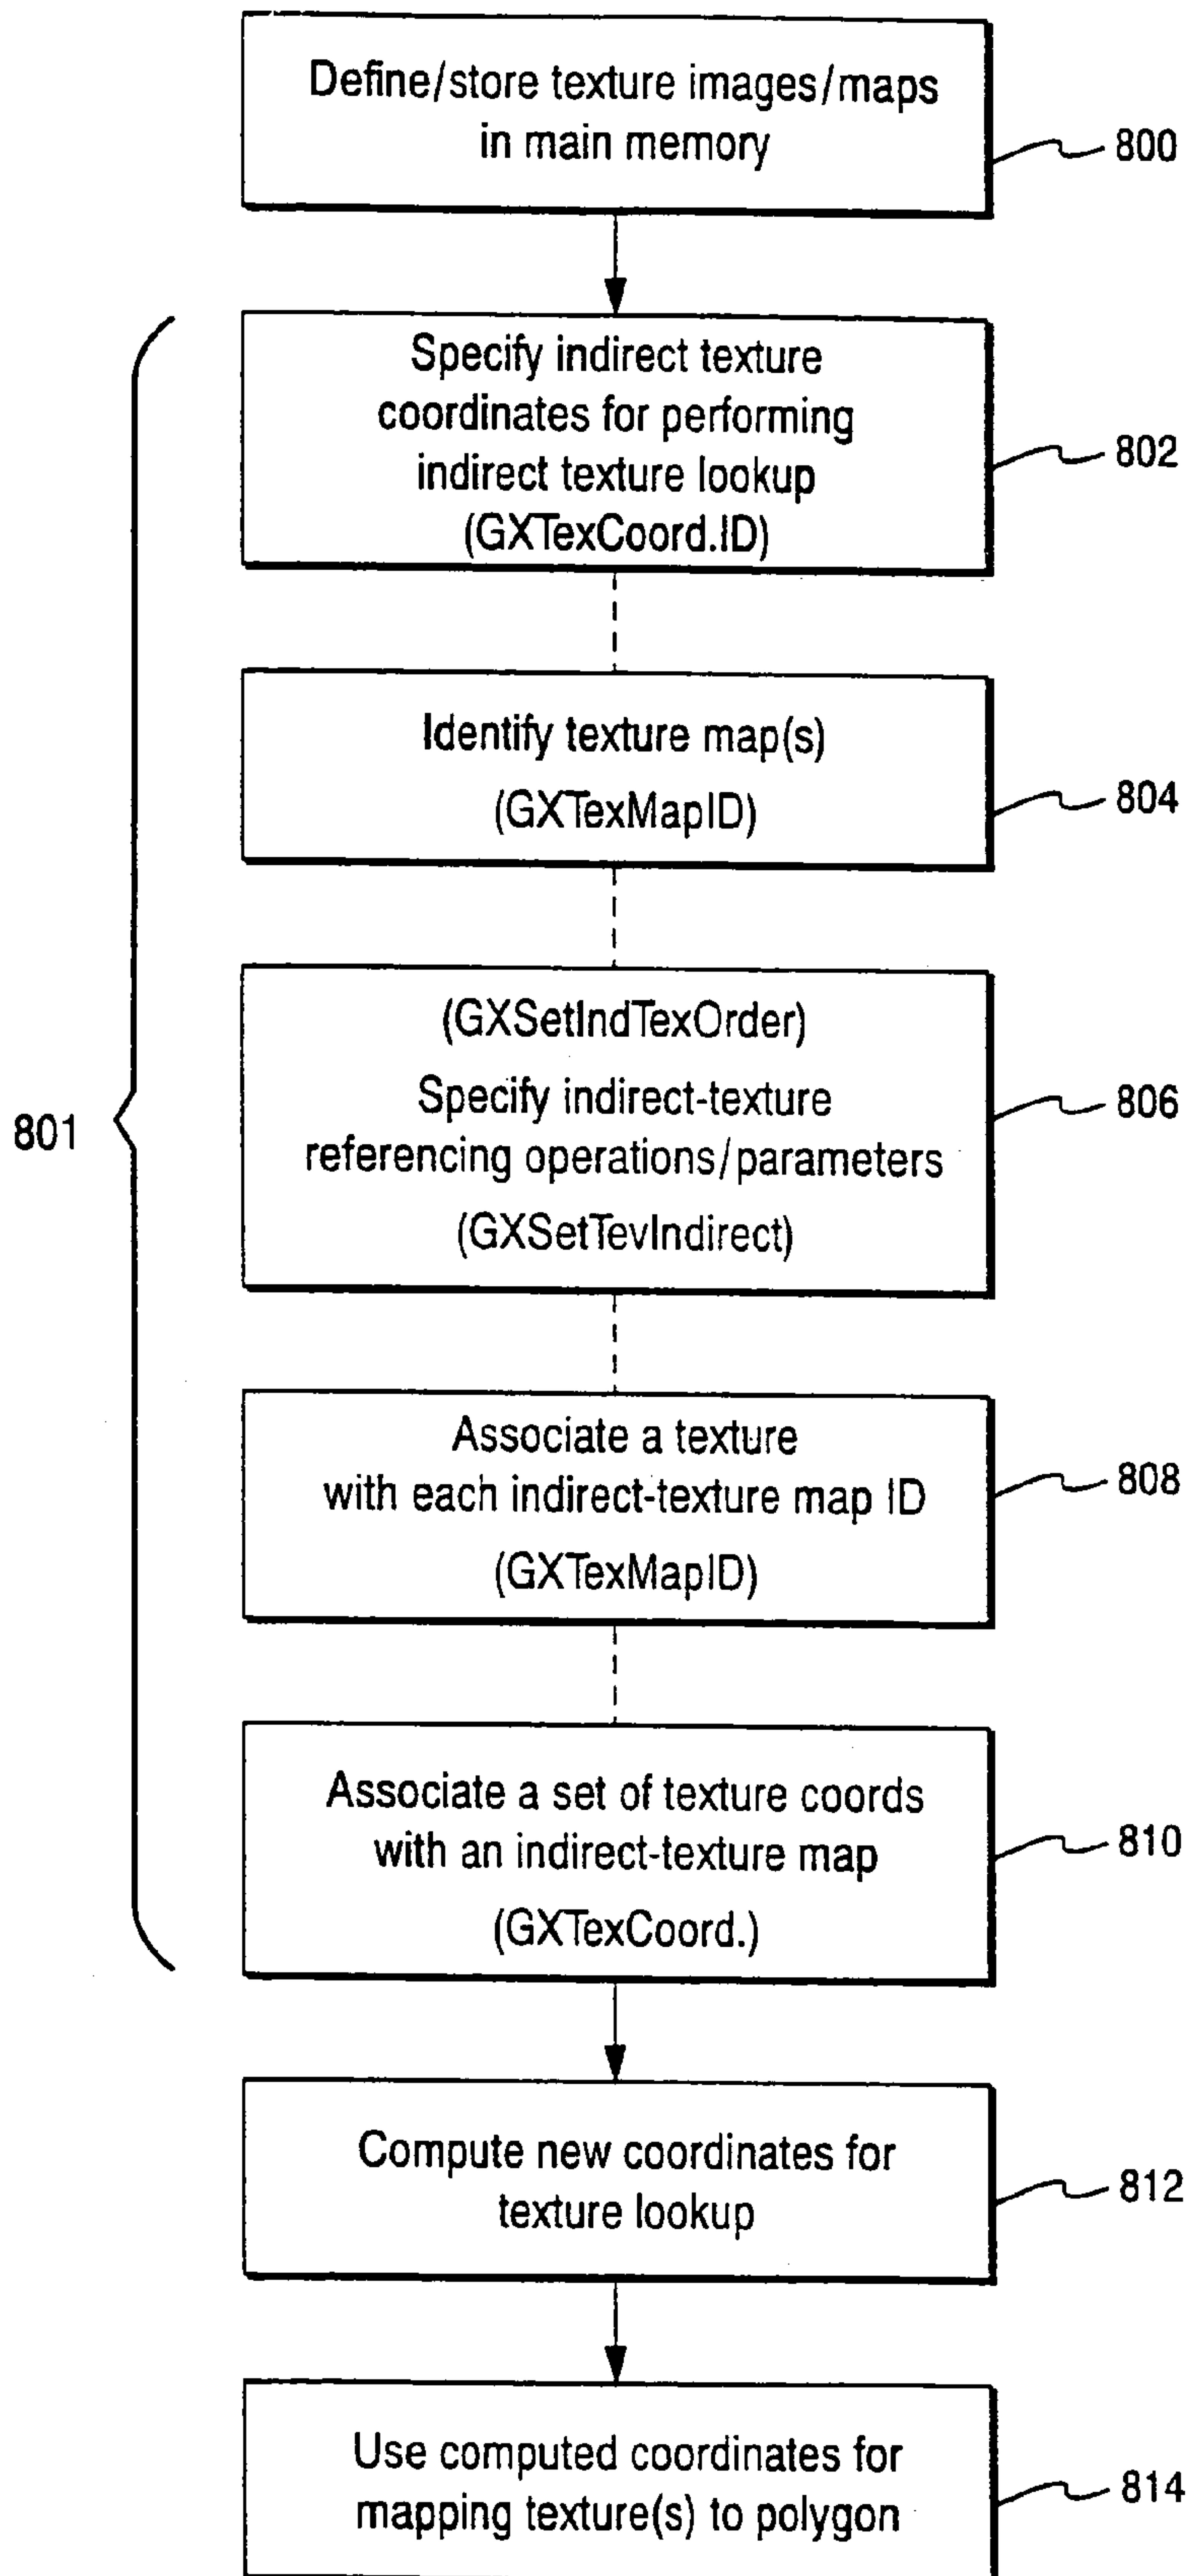 Define/store texture images/maps
in main memory
800
Specify indirect texture
coordinates for performing
indirect texture lookup
(GXTexCoord.ID)
802
Identify texture map(s)
(GXTexMapID)
804
801
(GXSetIndTexOrder)
Specify indirect-texture
referencing operations/parameters
(GXSetTevIndirect)
806
Associate a texture
with each indirect-texture map ID
(GXTexMapID)
808
Associate a set of texture coords
with an indirect-texture map
(GXTexCoord.)
810
Compute new coordinates for
texture lookup
812
Use computed coordinates for
mapping texture(s) to polygon
814